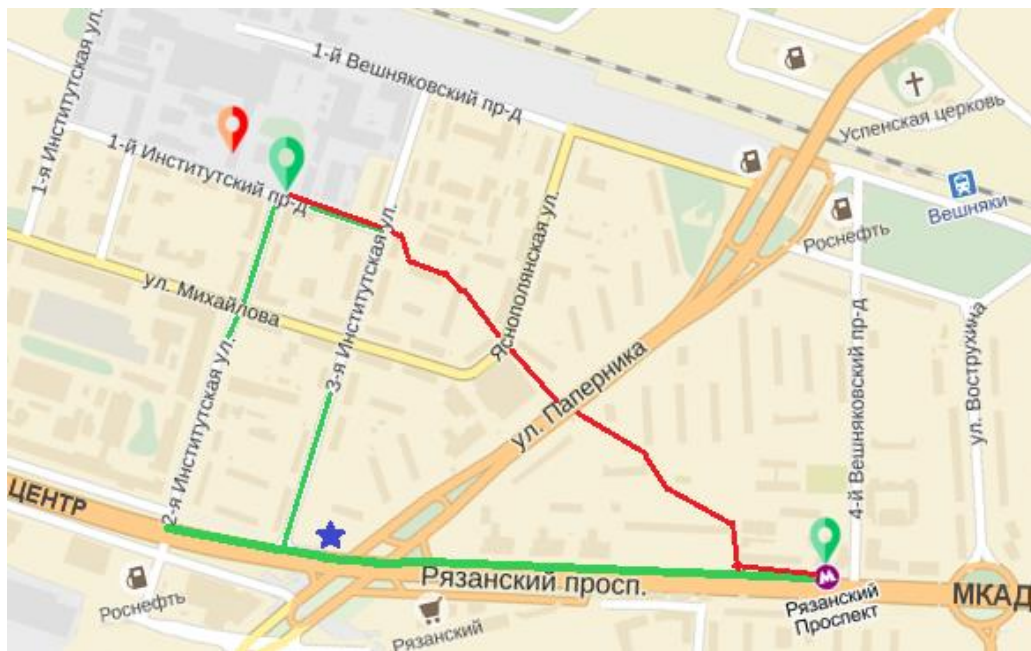 1-я Институтская ул.
1-й Вешняковский пр-д
Успенская церковь
1-й Институтский пр-д
Вешняки
Роснефть
ул. Михайлова
Яснополянская ул.
3-я Институтская ул.
2-я Институтская ул.
ул. Паперника
4-й Вешняковский пр-д
ул. Вострухина
ЦЕНТР
Рязанский просп.
Роснефть
Рязанский
М
Рязанский
Проспект
МКАД